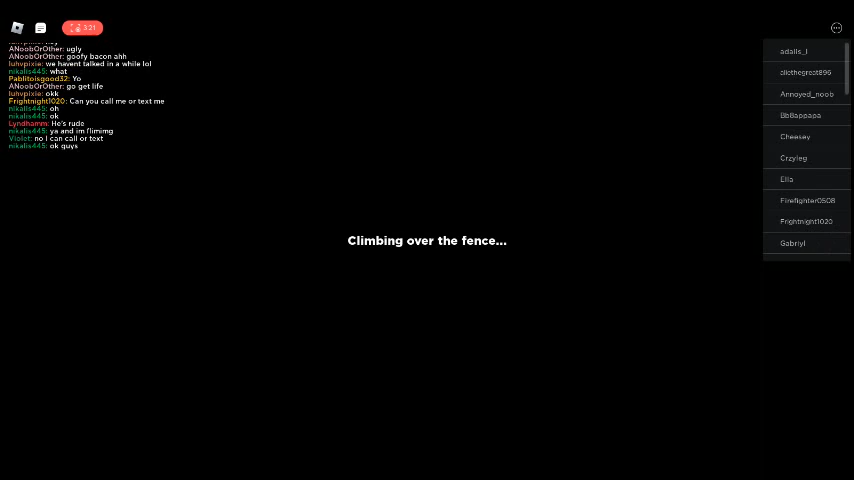 3:21
ANoobOrOther: ugly
ANoobOrOther: goofy bacon ahh
luhvpixie: we havent talked in a while lol
nikalis445: what
Pablitoisgood32: Yo
ANoobOrOther: go get life
luhvpixie: okk
Frightnight1020: Can you call me or text me
nikalis445: oh
nikalis445: ok
Lyndhamm: He's rude
nikalis445: ya and im flimimg
Violet: no I can call or text
nikalis445: ok guys
Climbing over the fence...
aliethegreat896
Annoyed_noob
Bb8appapa
Cheesey
Crzyleg
Ella
Firefighter0508
Frightnight1020
Gabriyl